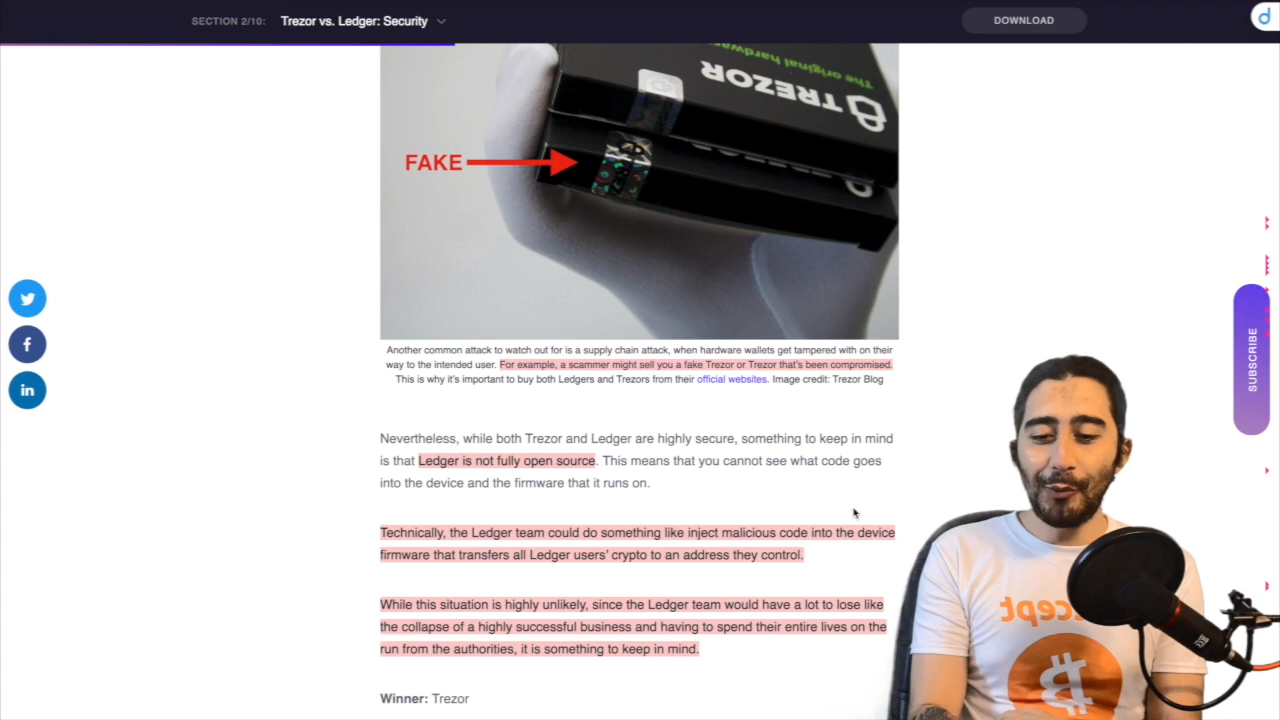 SECTION 2/10: Trezor vs. Ledger: Security
DOWNLOAD
The original hardwar
TREZOR
FAKE
Another common attack to watch out for is a supply chain attack, when hardware wallets get tampered with on their
way to the intended user. For example, a scammer might sell you a fake Trezor or Trezor that's been compromised.
This is why it's important to buy both Ledgers and Trezors from their official websites. Image credit: Trezor Blog
Nevertheless, while both Trezor and Ledger are highly secure, something to keep in mind
is that Ledger is not fully open source. This means that you cannot see what code goes
into the device and the firmware that it runs on.
Technically, the Ledger team could do something like inject malicious code into the device
firmware that transfers all Ledger users' crypto to an address they control.
While this situation is highly unlikely, since the Ledger team would have a lot to lose like
the collapse of a highly successful business and having to spend their entire lives on the
run from the authorities, it is something to keep in mind.
Winner: Trezor
SUBSCRIBE
cept